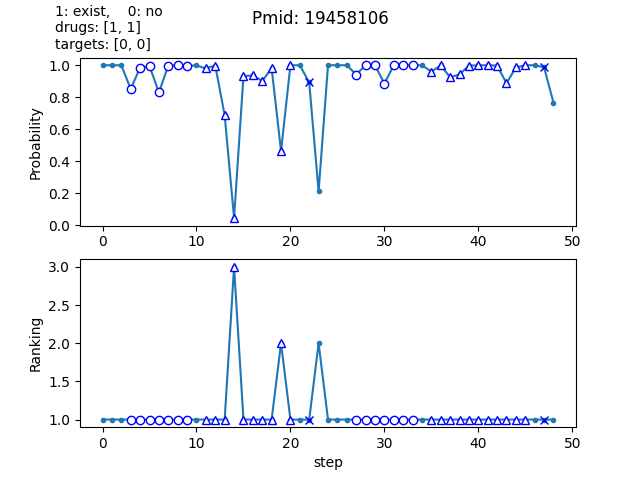 1: exist,    0: no
drugs: [1, 1]
targets: [0, 0]
Pmid: 19458106
1.0
0.8
0.6
0.4
0.2
0.0
Probability
0 10 20 30 40 50
3.0
2.5
2.0
1.5
1.0
Ranking
0 10 20 30 40 50
step